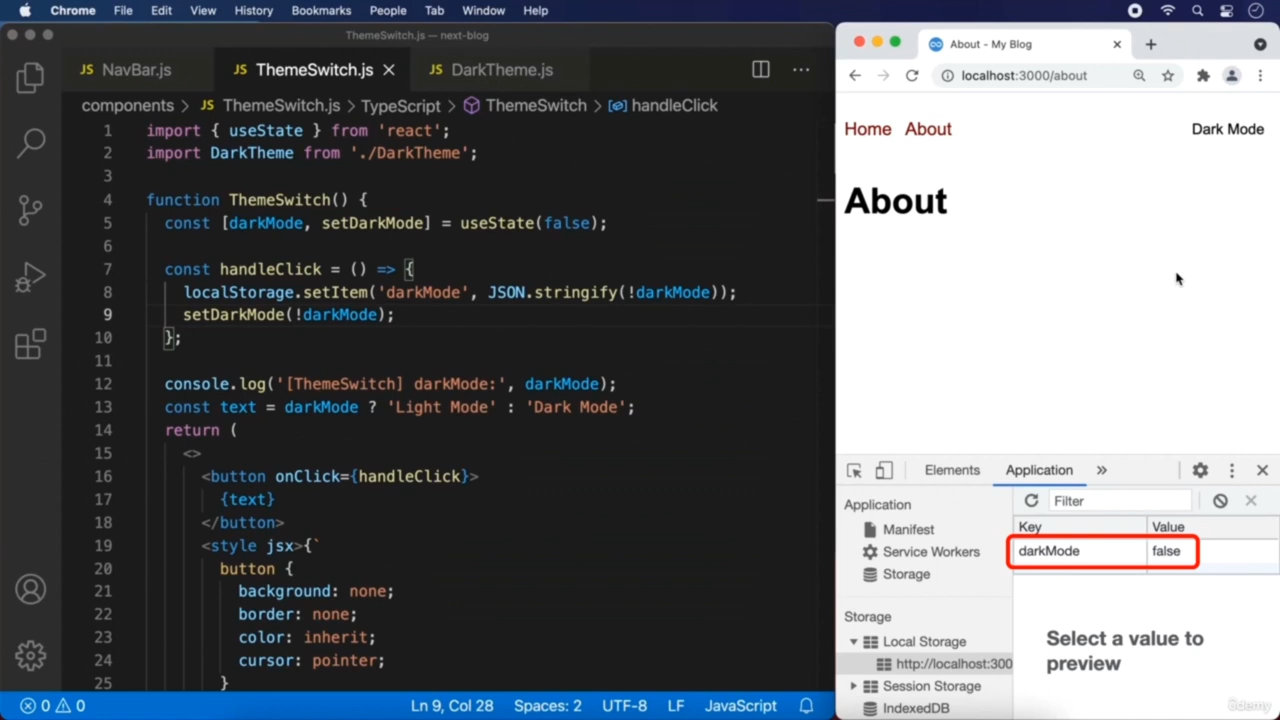 Chrome File Edit View History Bookmarks People Tab Window Help
ThemeSwitch.js — next-blog
JS NavBar.js JS ThemeSwitch.js JS DarkTheme.js
components > JS ThemeSwitch.js > TypeScript > ThemeSwitch > handleClick
1 import { useState } from 'react';
2 import DarkTheme from './DarkTheme';
3
4 function ThemeSwitch() {
5 const [darkMode, setDarkMode] = useState(false);
6
7 const handleClick = () => {
8 localStorage.setItem('darkMode', JSON.stringify(!darkMode));
9 setDarkMode(!darkMode);
10 };
11
12 console.log('[ThemeSwitch] darkMode:', darkMode);
13 const text = darkMode ? 'Light Mode' : 'Dark Mode';
14 return (
15 <>
16 <button onClick={handleClick}>
17 {text}
18 </button>
19 <style jsx>{`
20 button {
21 background: none;
22 border: none;
23 color: inherit;
24 cursor: pointer;
25 }
0 0 Ln 9, Col 28 Spaces: 2 UTF-8 LF JavaScript
About - My Blog
localhost:3000/about
Home About Dark Mode
About
Elements Application »
Application
Manifest
Service Workers
Storage
Storage
Local Storage
http://localhost:300
Session Storage
IndexedDB
Filter
Key Value
darkMode false
Select a value to
preview
ûdemy